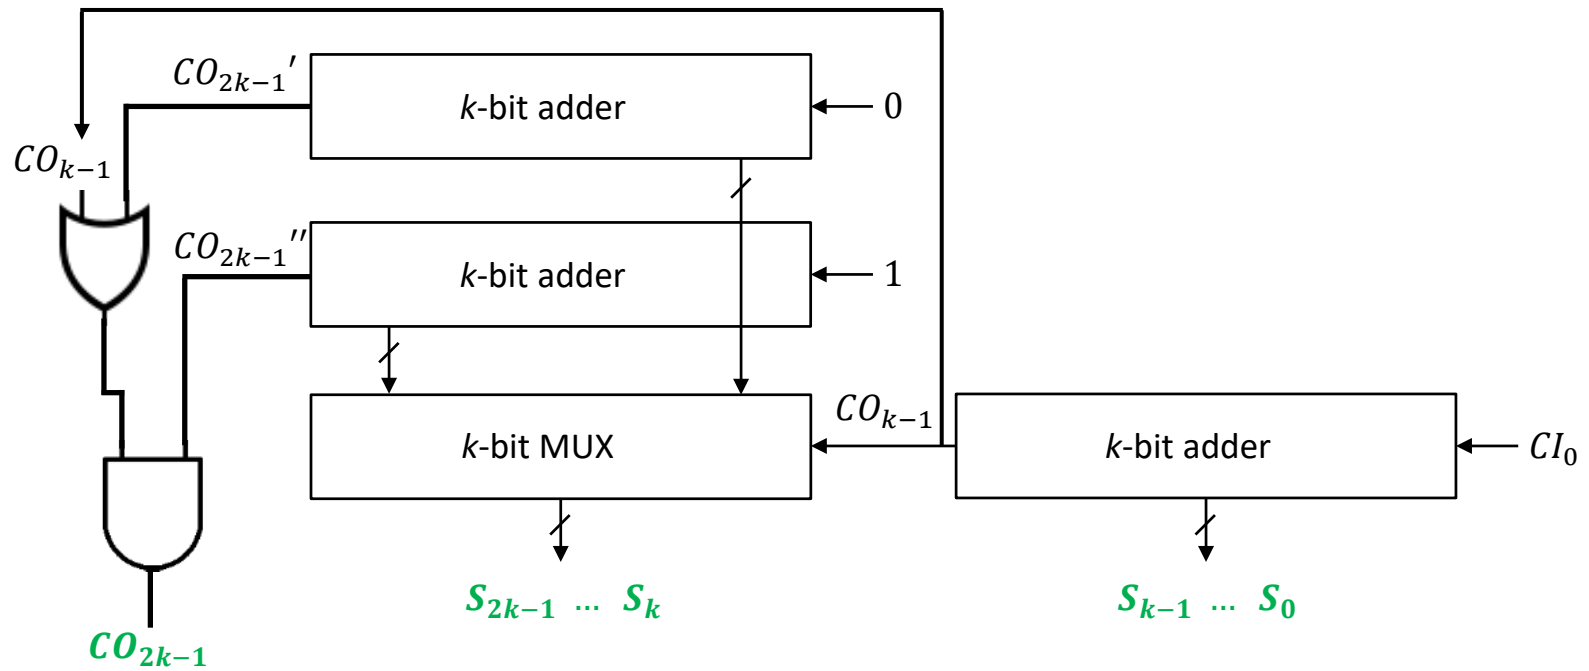 CO₂ₖ₋₁′
k-bit adder
0
COₖ₋₁
CO₂ₖ₋₁″
k-bit adder
1
COₖ₋₁
k-bit MUX
k-bit adder
CI₀
S₂ₖ₋₁ ... Sₖ
Sₖ₋₁ ... S₀
CO₂ₖ₋₁